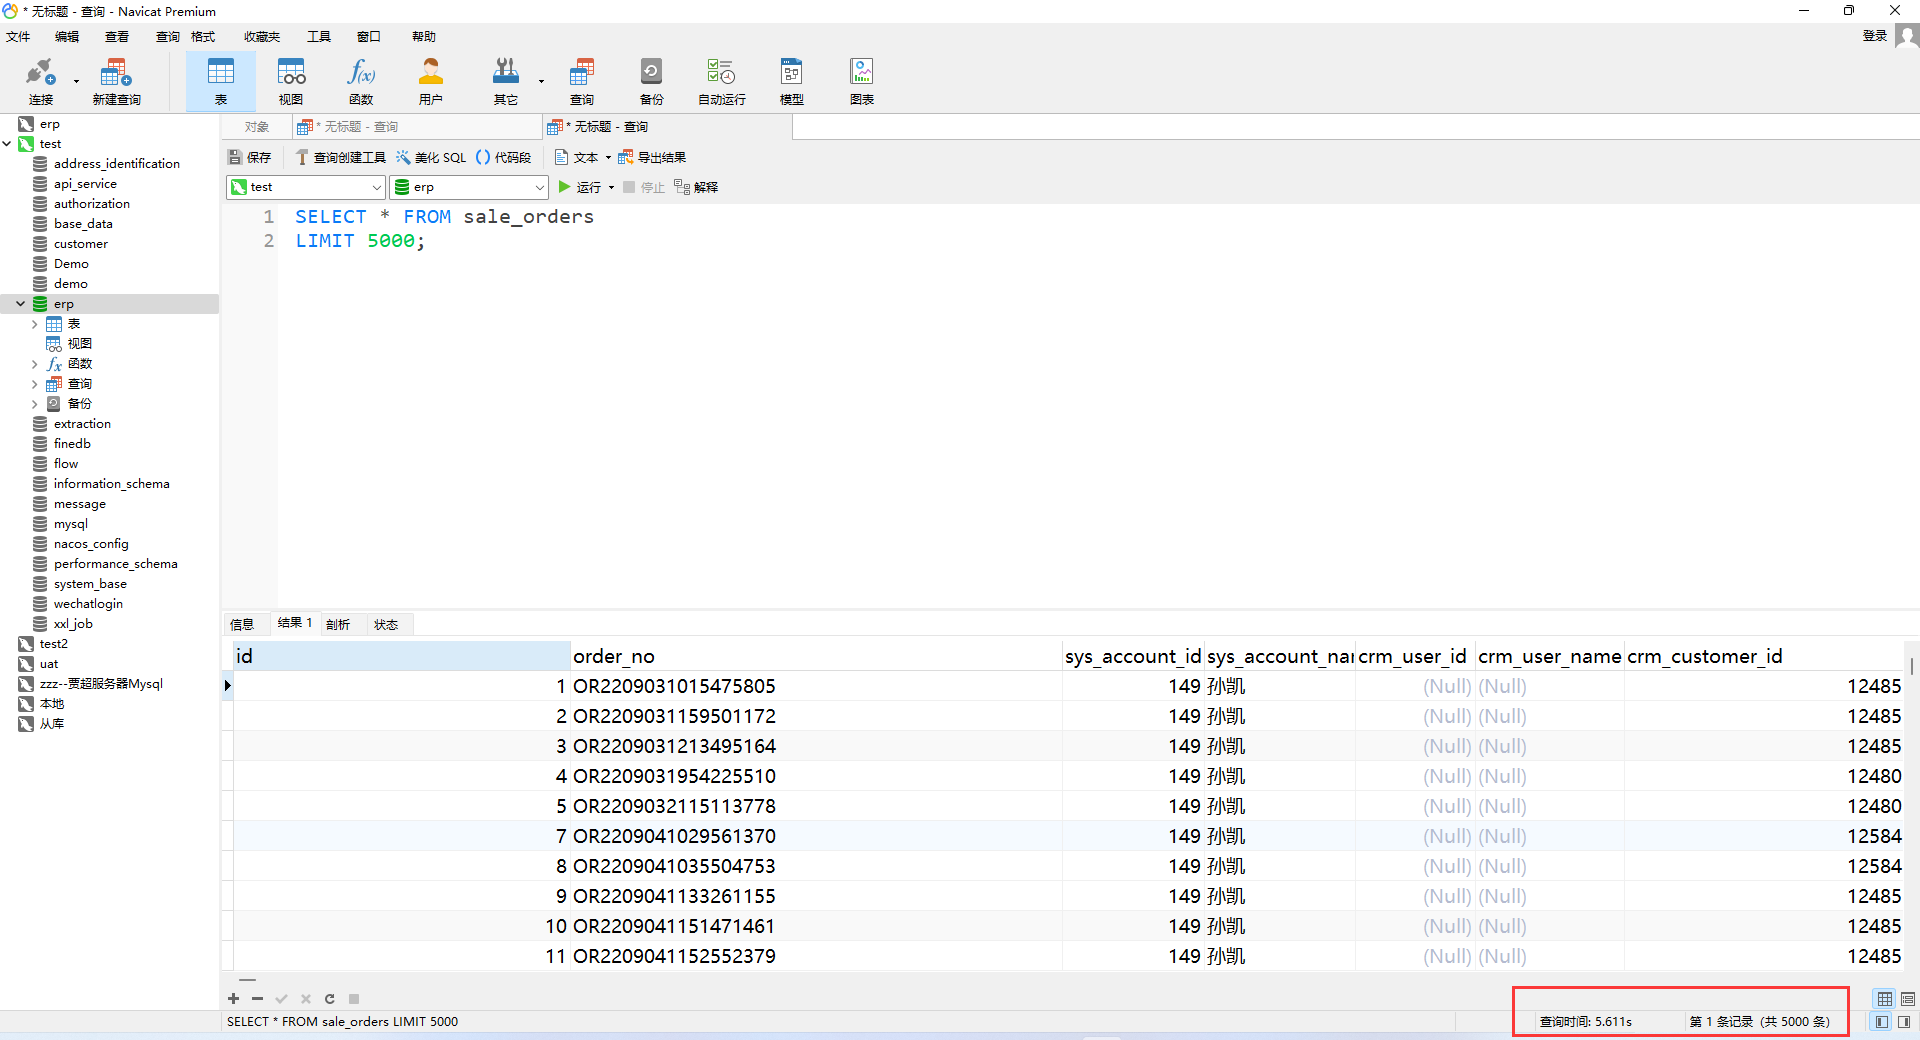 * 无标题 - 查询 - Navicat Premium
文件 编辑 查看 查询 格式 收藏夹 工具 窗口 帮助 登录
连接 新建查询 表 视图 函数 用户 其它 查询 备份 自动运行 模型 图表
erp
test
address_identification
api_service
authorization
base_data
customer
Demo
demo
erp
表
视图
函数
查询
备份
extraction
finedb
flow
information_schema
message
mysql
nacos_config
performance_schema
system_base
wechatlogin
xxl_job
test2
uat
zzz--贾超服务器Mysql
本地
从库
对象 * 无标题 - 查询 * 无标题 - 查询
保存 查询创建工具 美化 SQL () 代码段 文本 导出结果
test erp 运行 停止 解释
1 SELECT * FROM sale_orders
2 LIMIT 5000;
信息 结果 1 剖析 状态
id order_no sys_account_id sys_account_nar crm_user_id crm_user_name crm_customer_id
1 OR2209031015475805 149 孙凯 (Null) (Null) 12485
2 OR2209031159501172 149 孙凯 (Null) (Null) 12485
3 OR2209031213495164 149 孙凯 (Null) (Null) 12485
4 OR2209031954225510 149 孙凯 (Null) (Null) 12480
5 OR2209032115113778 149 孙凯 (Null) (Null) 12480
7 OR2209041029561370 149 孙凯 (Null) (Null) 12584
8 OR2209041035504753 149 孙凯 (Null) (Null) 12584
9 OR2209041133261155 149 孙凯 (Null) (Null) 12485
10 OR2209041151471461 149 孙凯 (Null) (Null) 12485
11 OR2209041152552379 149 孙凯 (Null) (Null) 12485
SELECT * FROM sale_orders LIMIT 5000 查询时间: 5.611s 第 1 条记录 (共 5000 条)